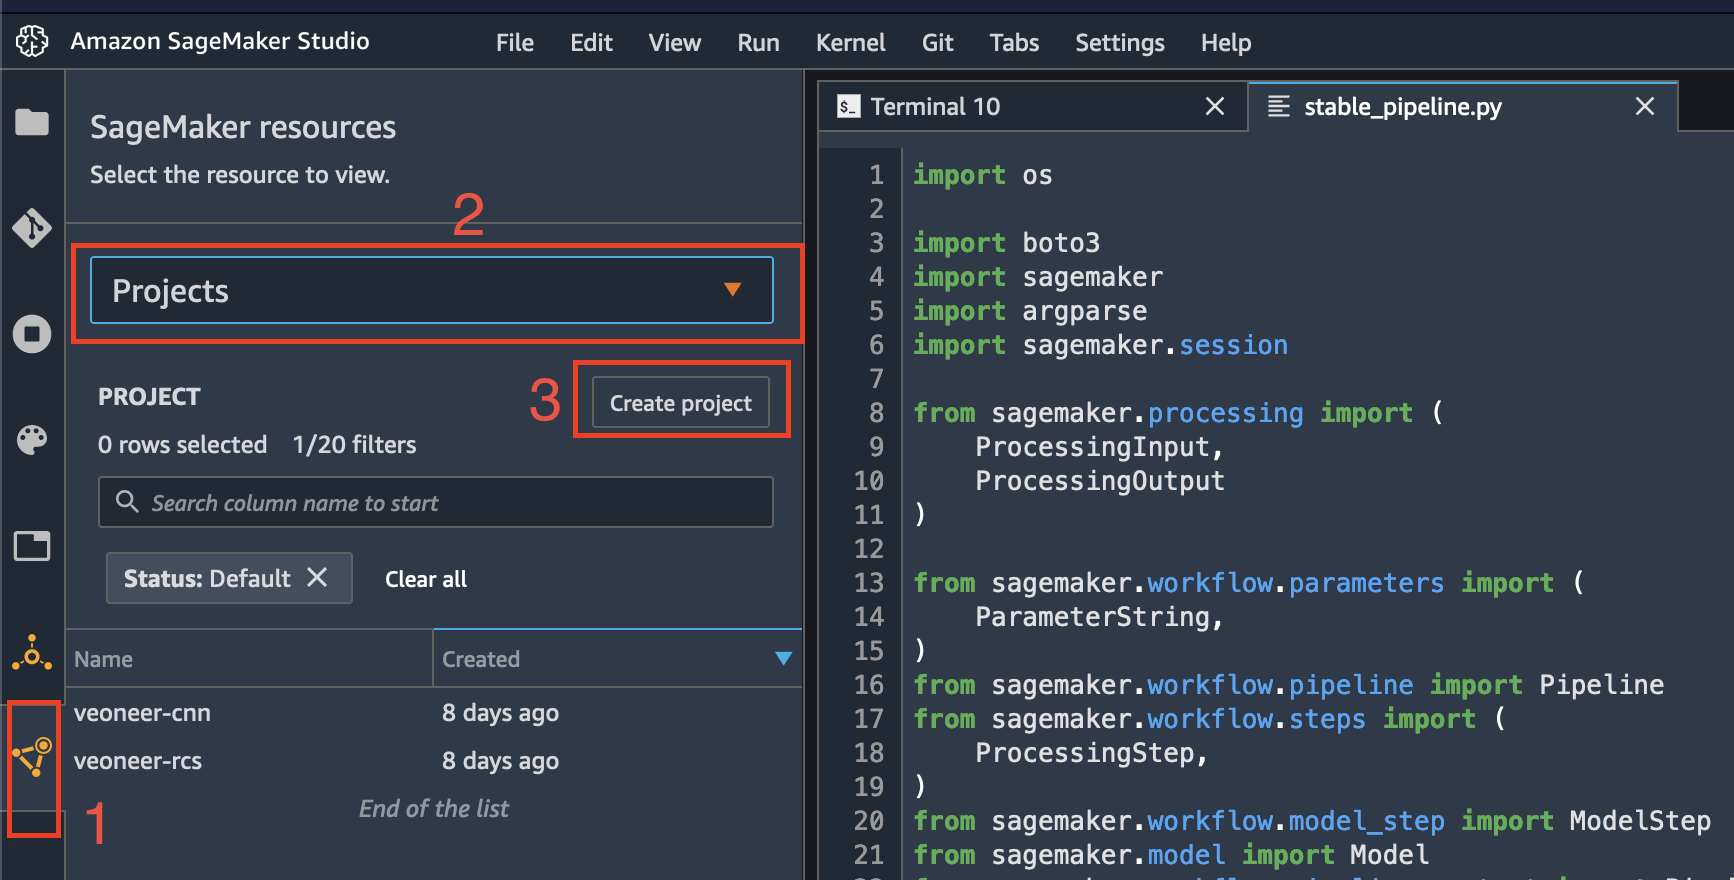 Amazon SageMaker Studio
File Edit View Run Kernel Git Tabs Settings Help
SageMaker resources
Select the resource to view.
2
Projects
PROJECT
3
Create project
0 rows selected 1/20 filters
Search column name to start
Status: Default
Clear all
Name Created
veoneer-cnn 8 days ago
veoneer-rcs 8 days ago
End of the list
1
$_ Terminal 10
stable_pipeline.py
1 import os
2
3 import boto3
4 import sagemaker
5 import argparse
6 import sagemaker.session
7
8 from sagemaker.processing import (
9     ProcessingInput,
10     ProcessingOutput
11 )
12
13 from sagemaker.workflow.parameters import (
14     ParameterString,
15 )
16 from sagemaker.workflow.pipeline import Pipeline
17 from sagemaker.workflow.steps import (
18     ProcessingStep,
19 )
20 from sagemaker.workflow.model_step import ModelStep
21 from sagemaker.model import Model